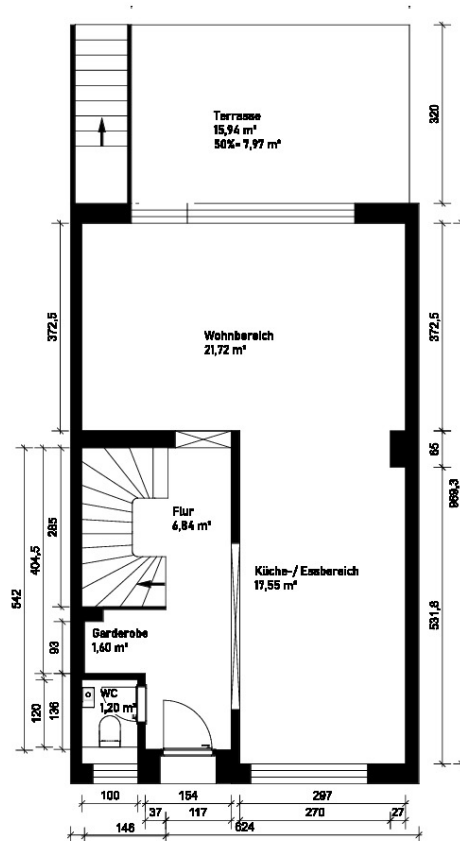 Terrasse
15,94 m²
50%= 7,97 m²
320
372,5
Wohnbereich
21,72 m²
372,5
65
969,3
Flur
6,84 m²
285
404,5
542
Küche-/ Essbereich
17,55 m²
531,8
Garderobe
1,60 m²
93
WC
1,20 m²
120
136
100
154
297
37
117
270
27
146
624